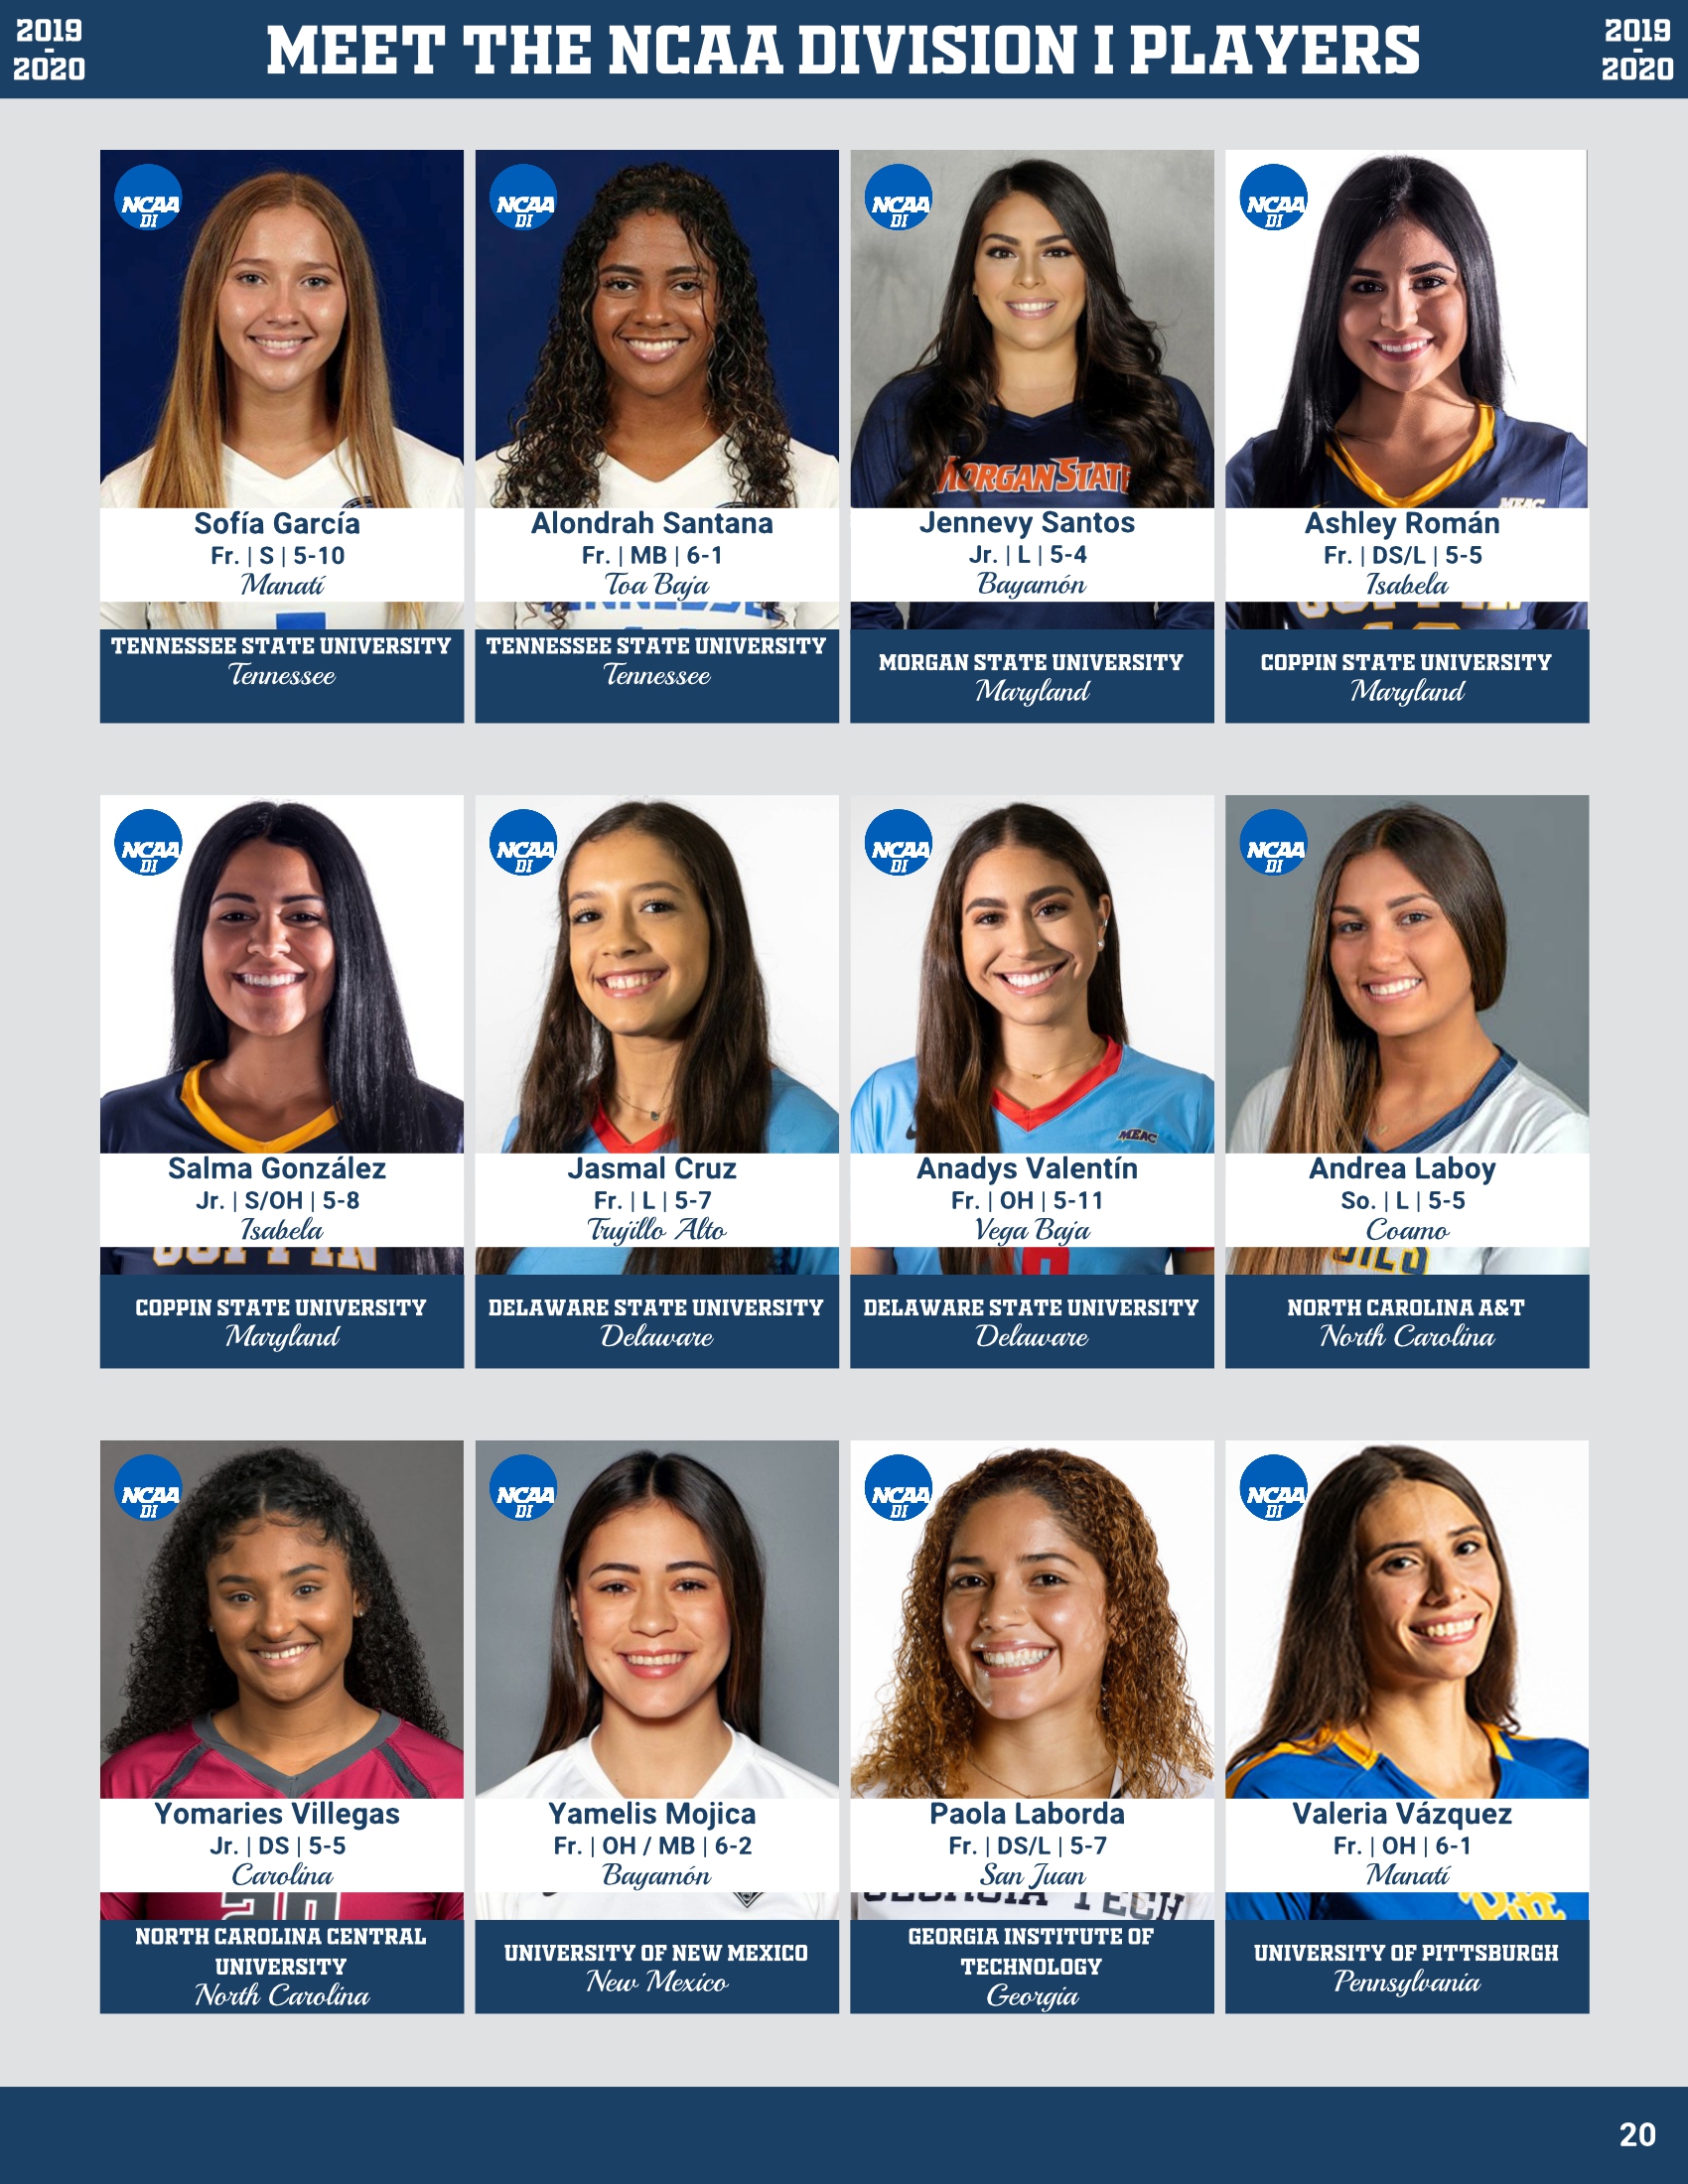 2019
-
2020
MEET THE NCAA DIVISION I PLAYERS
2019
-
2020
NCAA
DI
Sofía García
Fr. | S | 5-10
Manatí
TENNESSEE STATE UNIVERSITY
Tennessee
NCAA
DI
Alondrah Santana
Fr. | MB | 6-1
Toa Baja
TENNESSEE STATE UNIVERSITY
Tennessee
NCAA
DI
MORGAN STATE
Jennevy Santos
Jr. | L | 5-4
Bayamón
MORGAN STATE UNIVERSITY
Maryland
NCAA
DI
MEAC
Ashley Román
Fr. | DS/L | 5-5
Isabela
COPPIN STATE UNIVERSITY
Maryland
NCAA
DI
Salma González
Jr. | S/OH | 5-8
Isabela
COPPIN
COPPIN STATE UNIVERSITY
Maryland
NCAA
DI
Jasmal Cruz
Fr. | L | 5-7
Trujillo Alto
DELAWARE STATE UNIVERSITY
Delaware
NCAA
DI
MEAC
Anadys Valentín
Fr. | OH | 5-11
Vega Baja
DELAWARE STATE UNIVERSITY
Delaware
NCAA
DI
Andrea Laboy
So. | L | 5-5
Coamo
NORTH CAROLINA A&T
North Carolina
NCAA
DI
Yomaries Villegas
Jr. | DS | 5-5
Carolina
NORTH CAROLINA CENTRAL
UNIVERSITY
North Carolina
NCAA
DI
Yamelis Mojica
Fr. | OH / MB | 6-2
Bayamón
UNIVERSITY OF NEW MEXICO
New Mexico
NCAA
DI
Paola Laborda
Fr. | DS/L | 5-7
San Juan
GEORGIA TECH
GEORGIA INSTITUTE OF
TECHNOLOGY
Georgia
NCAA
DI
Valeria Vázquez
Fr. | OH | 6-1
Manatí
Pitt
UNIVERSITY OF PITTSBURGH
Pennsylvania
20